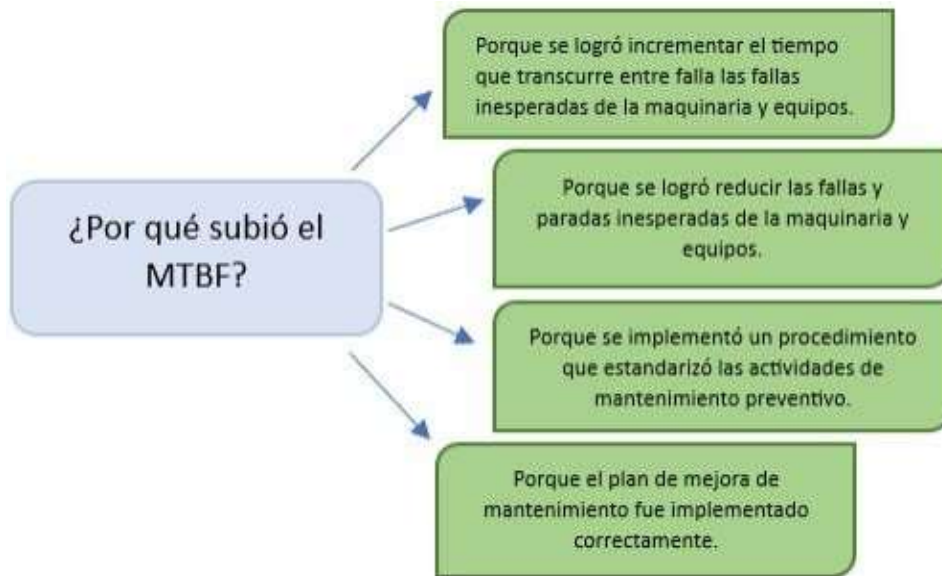 ¿Por qué subió el
MTBF?
Porque se logró incrementar el tiempo
que transcurre entre falla las fallas
inesperadas de la maquinaria y equipos.
Porque se logró reducir las fallas y
paradas inesperadas de la maquinaria y
equipos.
Porque se implementó un procedimiento
que estandarizó las actividades de
mantenimiento preventivo.
Porque el plan de mejora de
mantenimiento fue implementado
correctamente.